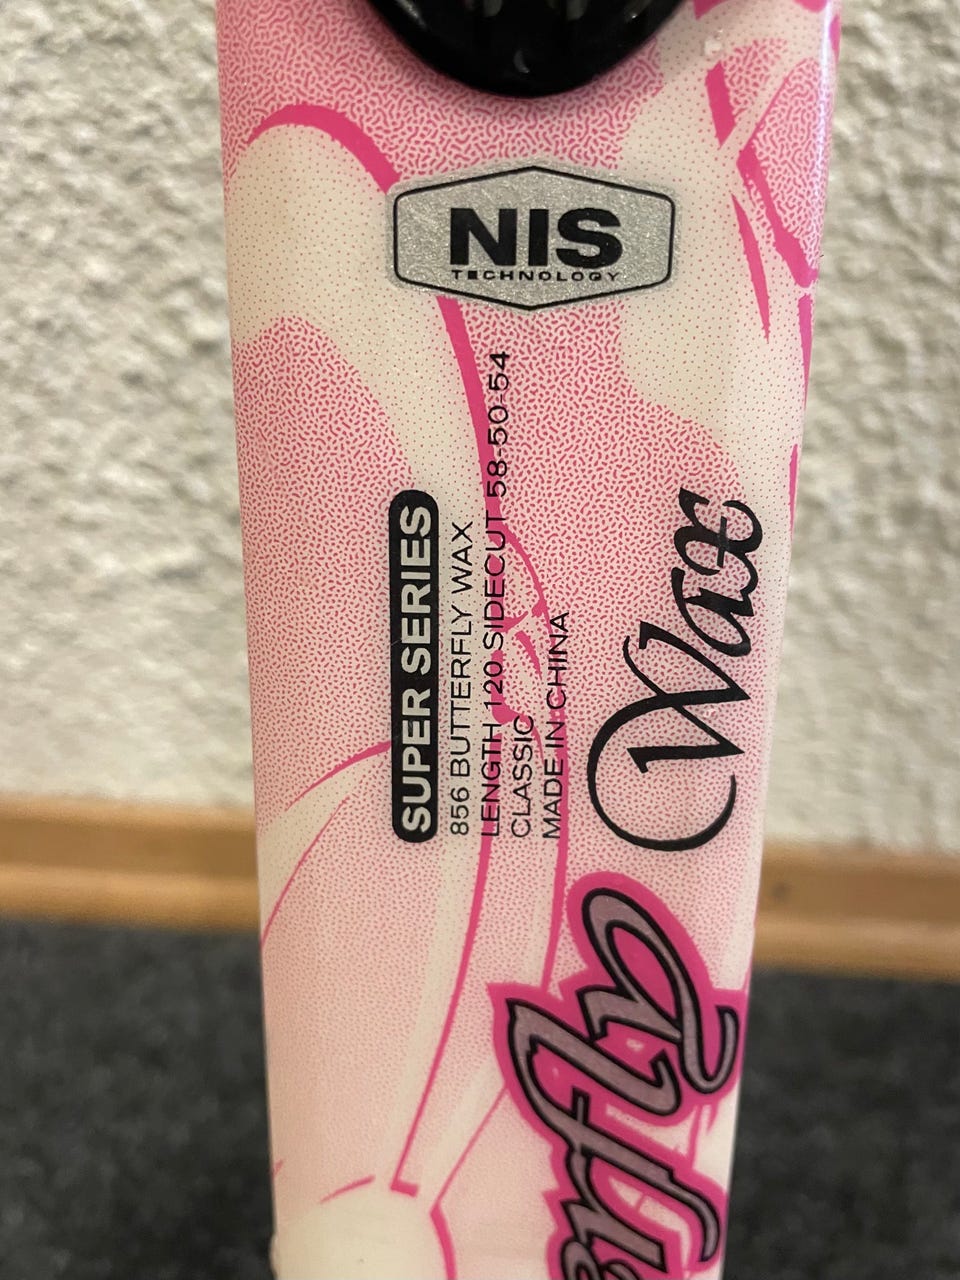 NIS
TECHNOLOGY
SUPER SERIES
856 BUTTERFLY WAX
LENGTH 120 SIDECUT 58-50-54
CLASSIC
MADE IN CHINA
Wax